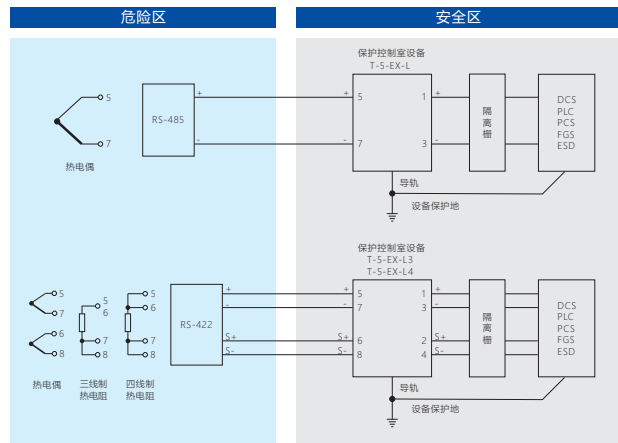 危险区
安全区
保护控制室设备
T-5-EX-L
5
7
热电偶
RS-485
+
-
+
-
5
7
1
3
+
-
隔
离
栅
DCS
PLC
PCS
FGS
ESD
导轨
设备保护地
保护控制室设备
T-5-EX-L3
T-5-EX-L4
5
7
6
8
热电偶
5
6
7
8
三线制
热电阻
5
6
7
8
四线制
热电阻
RS-422
+
-
S+
S-
+
-
S+
S-
5
7
6
8
1
3
2
4
+
-
S+
S-
隔
离
栅
DCS
PLC
PCS
FGS
ESD
导轨
设备保护地